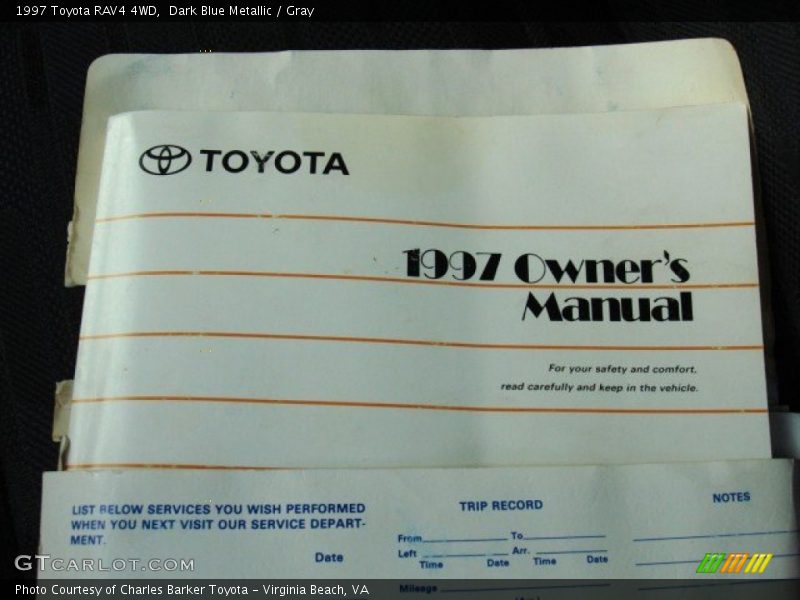 1997 Toyota RAV4 4WD,  Dark Blue Metallic / Gray
TOYOTA
1997 Owner's
Manual
For your safety and comfort,
read carefully and keep in the vehicle.
LIST BELOW SERVICES YOU WISH PERFORMED
WHEN YOU NEXT VISIT OUR SERVICE DEPART-
MENT.
Date
TRIP RECORD
From To
Left Arr.
Time Date Time Date
Mileage
NOTES
GTCARLOT.COM
Photo Courtesy of Charles Barker Toyota - Virginia Beach, VA